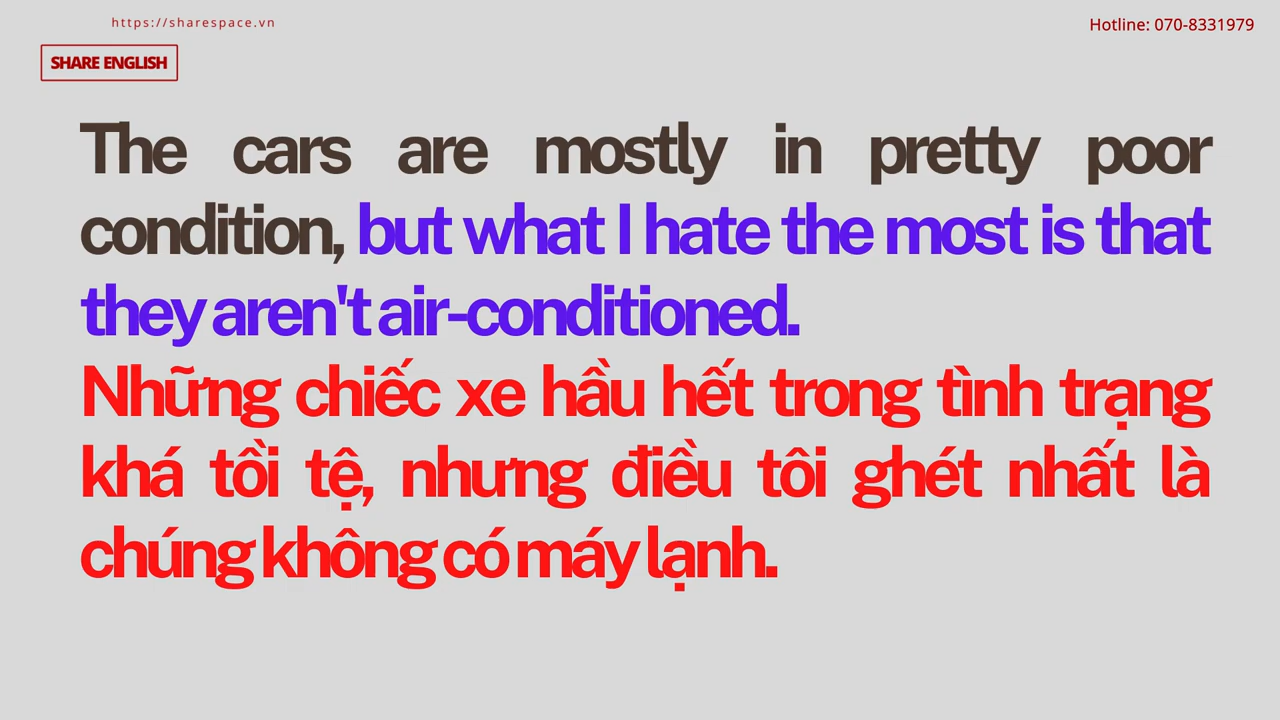 https://sharespace.vn
Hotline: 070-8331979
SHARE ENGLISH
The cars are mostly in pretty poor
condition, but what I hate the most is that
they aren't air-conditioned.
Những chiếc xe hầu hết trong tình trạng
khá tồi tệ, nhưng điều tôi ghét nhất là
chúng không có máy lạnh.